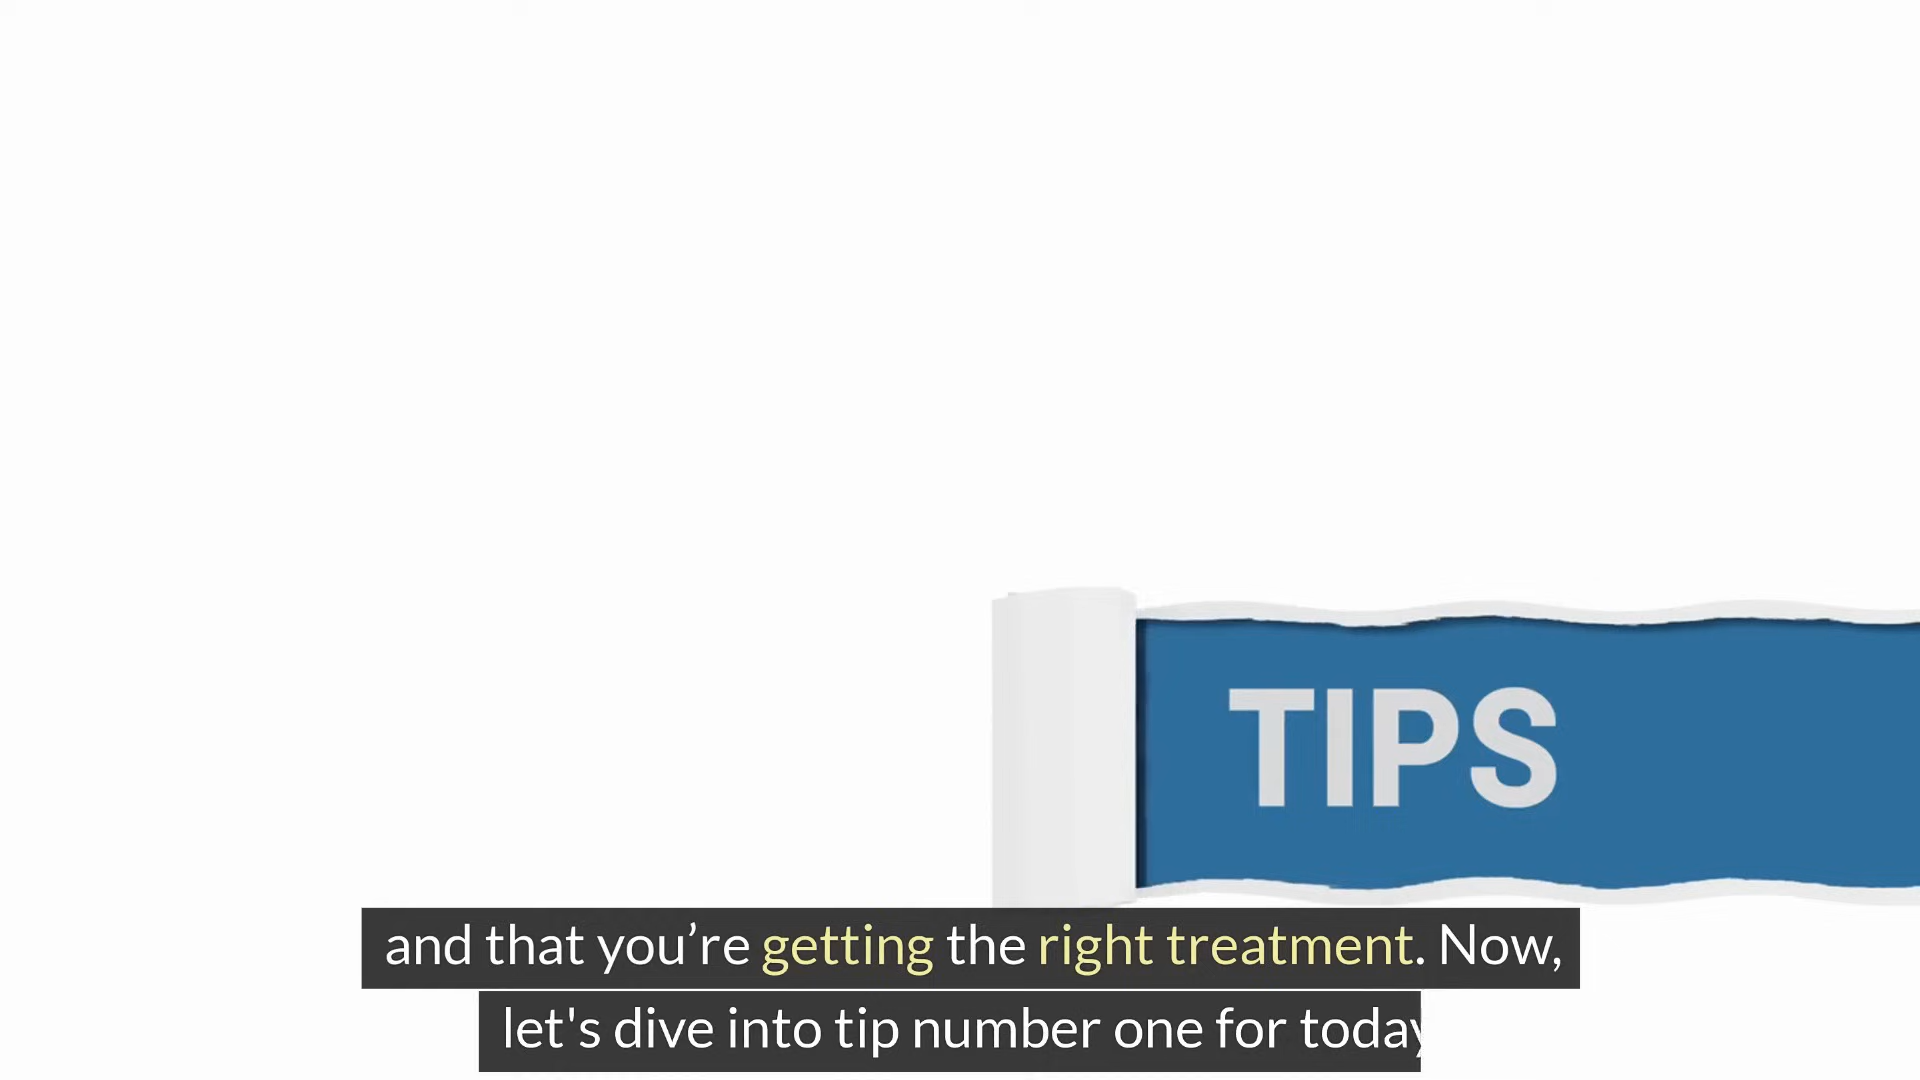 TIPS
and that you’re getting the right treatment. Now,
let's dive into tip number one for today